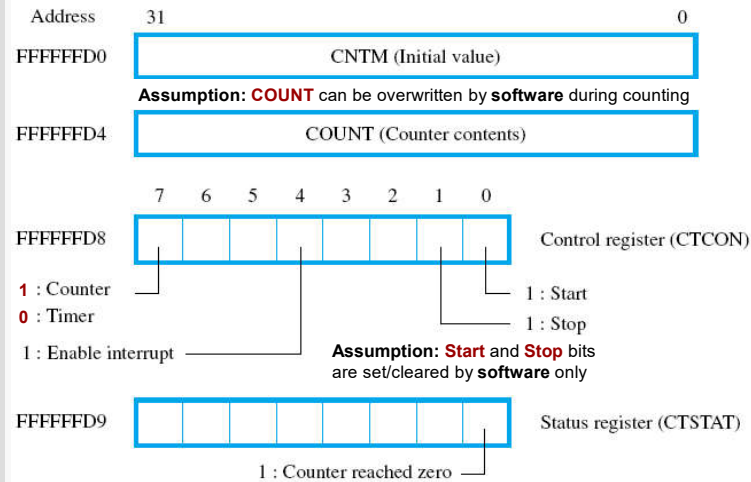 Address 31 0
FFFFFFD0 CNTM (Initial value)
Assumption: COUNT can be overwritten by software during counting
FFFFFFD4 COUNT (Counter contents)
7 6 5 4 3 2 1 0
FFFFFFD8 Control register (CTCON)
1 : Counter
0 : Timer
1 : Start
1 : Stop
1 : Enable interrupt
Assumption: Start and Stop bits
are set/cleared by software only
FFFFFFD9 Status register (CTSTAT)
1 : Counter reached zero